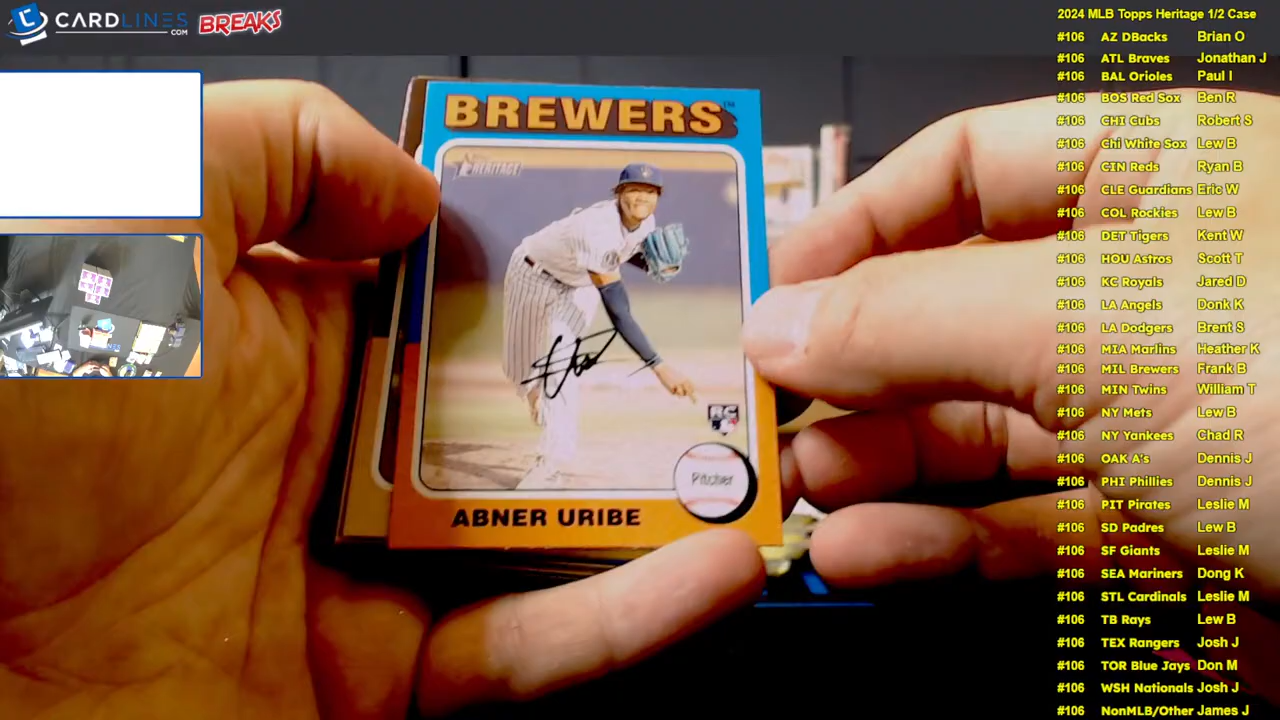 CARDLINES
.COM
BREAKS
BREWERS™
HERITAGE
RC
Pitcher
ABNER URIBE
2024 MLB Topps Heritage 1/2 Case
#106 AZ DBacks Brian O
#106 ATL Braves Jonathan J
#106 BAL Orioles Paul I
#106 BOS Red Sox Ben R
#106 CHI Cubs Robert S
#106 Chi White Sox Lew B
#106 CIN Reds Ryan B
#106 CLE Guardians Eric W
#106 COL Rockies Lew B
#106 DET Tigers Kent W
#106 HOU Astros Scott T
#106 KC Royals Jared D
#106 LA Angels Donk K
#106 LA Dodgers Brent S
#106 MIA Marlins Heather K
#106 MIL Brewers Frank B
#106 MIN Twins William T
#106 NY Mets Lew B
#106 NY Yankees Chad R
#106 OAK A's Dennis J
#106 PHI Phillies Dennis J
#106 PIT Pirates Leslie M
#106 SD Padres Lew B
#106 SF Giants Leslie M
#106 SEA Mariners Dong K
#106 STL Cardinals Leslie M
#106 TB Rays Lew B
#106 TEX Rangers Josh J
#106 TOR Blue Jays Don M
#106 WSH Nationals Josh J
#106 NonMLB/Other James J